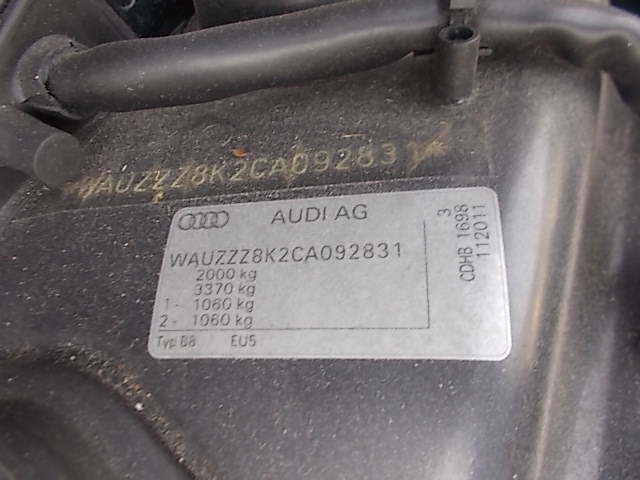 *WAUZZZ8K2CA092831*
AUDI AG
WAUZZZ8K2CA092831
2000 kg
3370 kg
1 - 1060 kg
2 - 1060 kg
Typ B8 EU5
3
CDHB 1698
112011